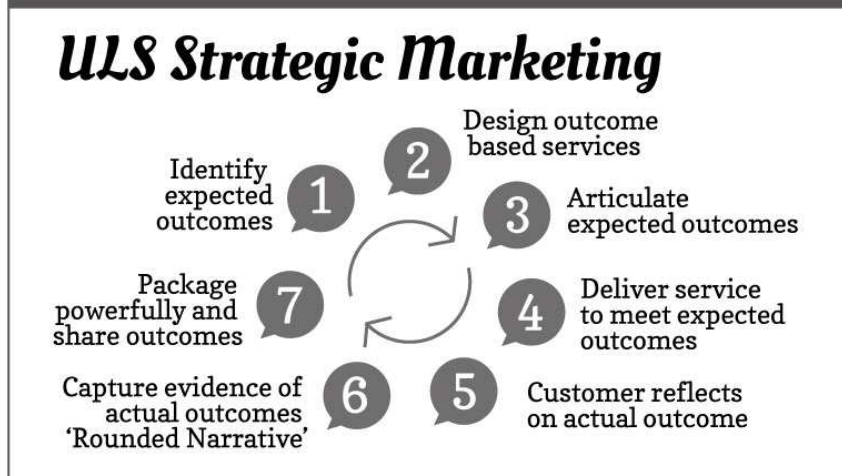 ULS Strategic Marketing
1
Identify
expected
outcomes
2
Design outcome
based services
3
Articulate
expected outcomes
4
Deliver service
to meet expected
outcomes
5
Customer reflects
on actual outcome
6
Capture evidence of
actual outcomes
‘Rounded Narrative’
7
Package
powerfully and
share outcomes